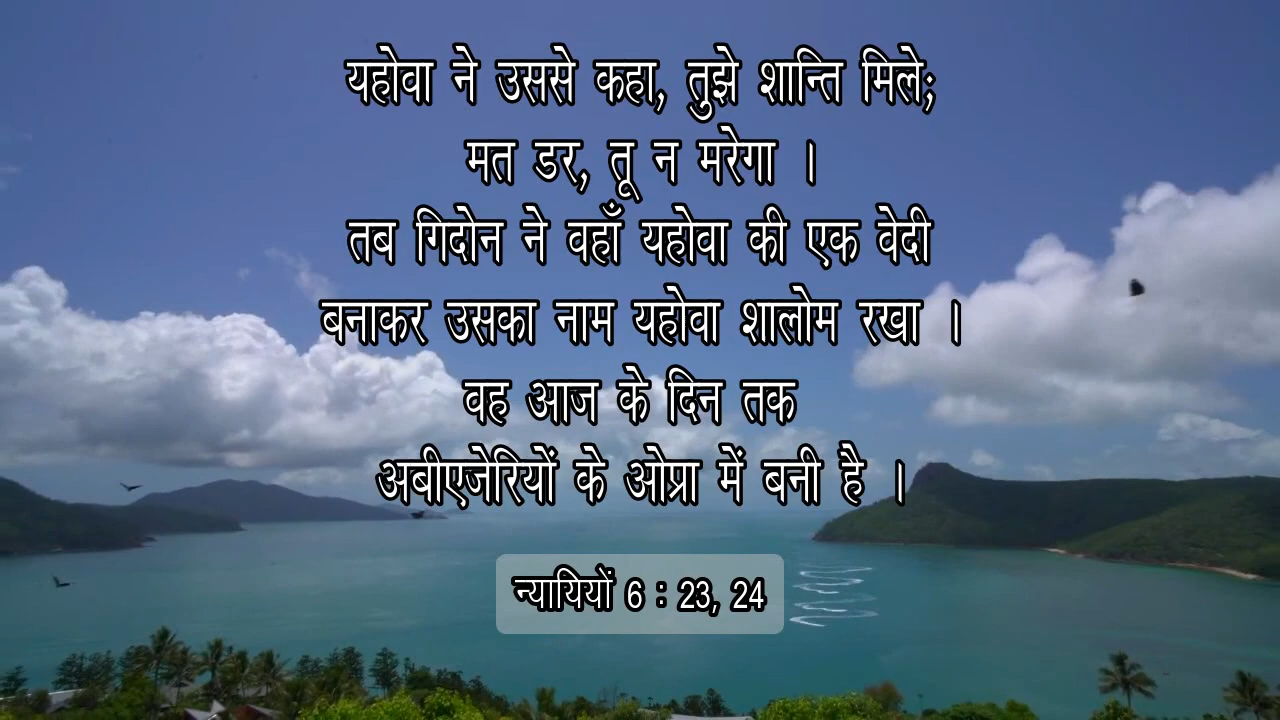 यहोवा ने उससे कहा, तुझे शान्ति मिले;
मत डर, तू न मरेगा ।
तब गिदोन ने वहाँ यहोवा की एक वेदी
बनाकर उसका नाम यहोवा शालोम रखा ।
वह आज के दिन तक
अबीएजेरियों के ओप्रा में बनी है ।
न्यायियों 6 : 23, 24